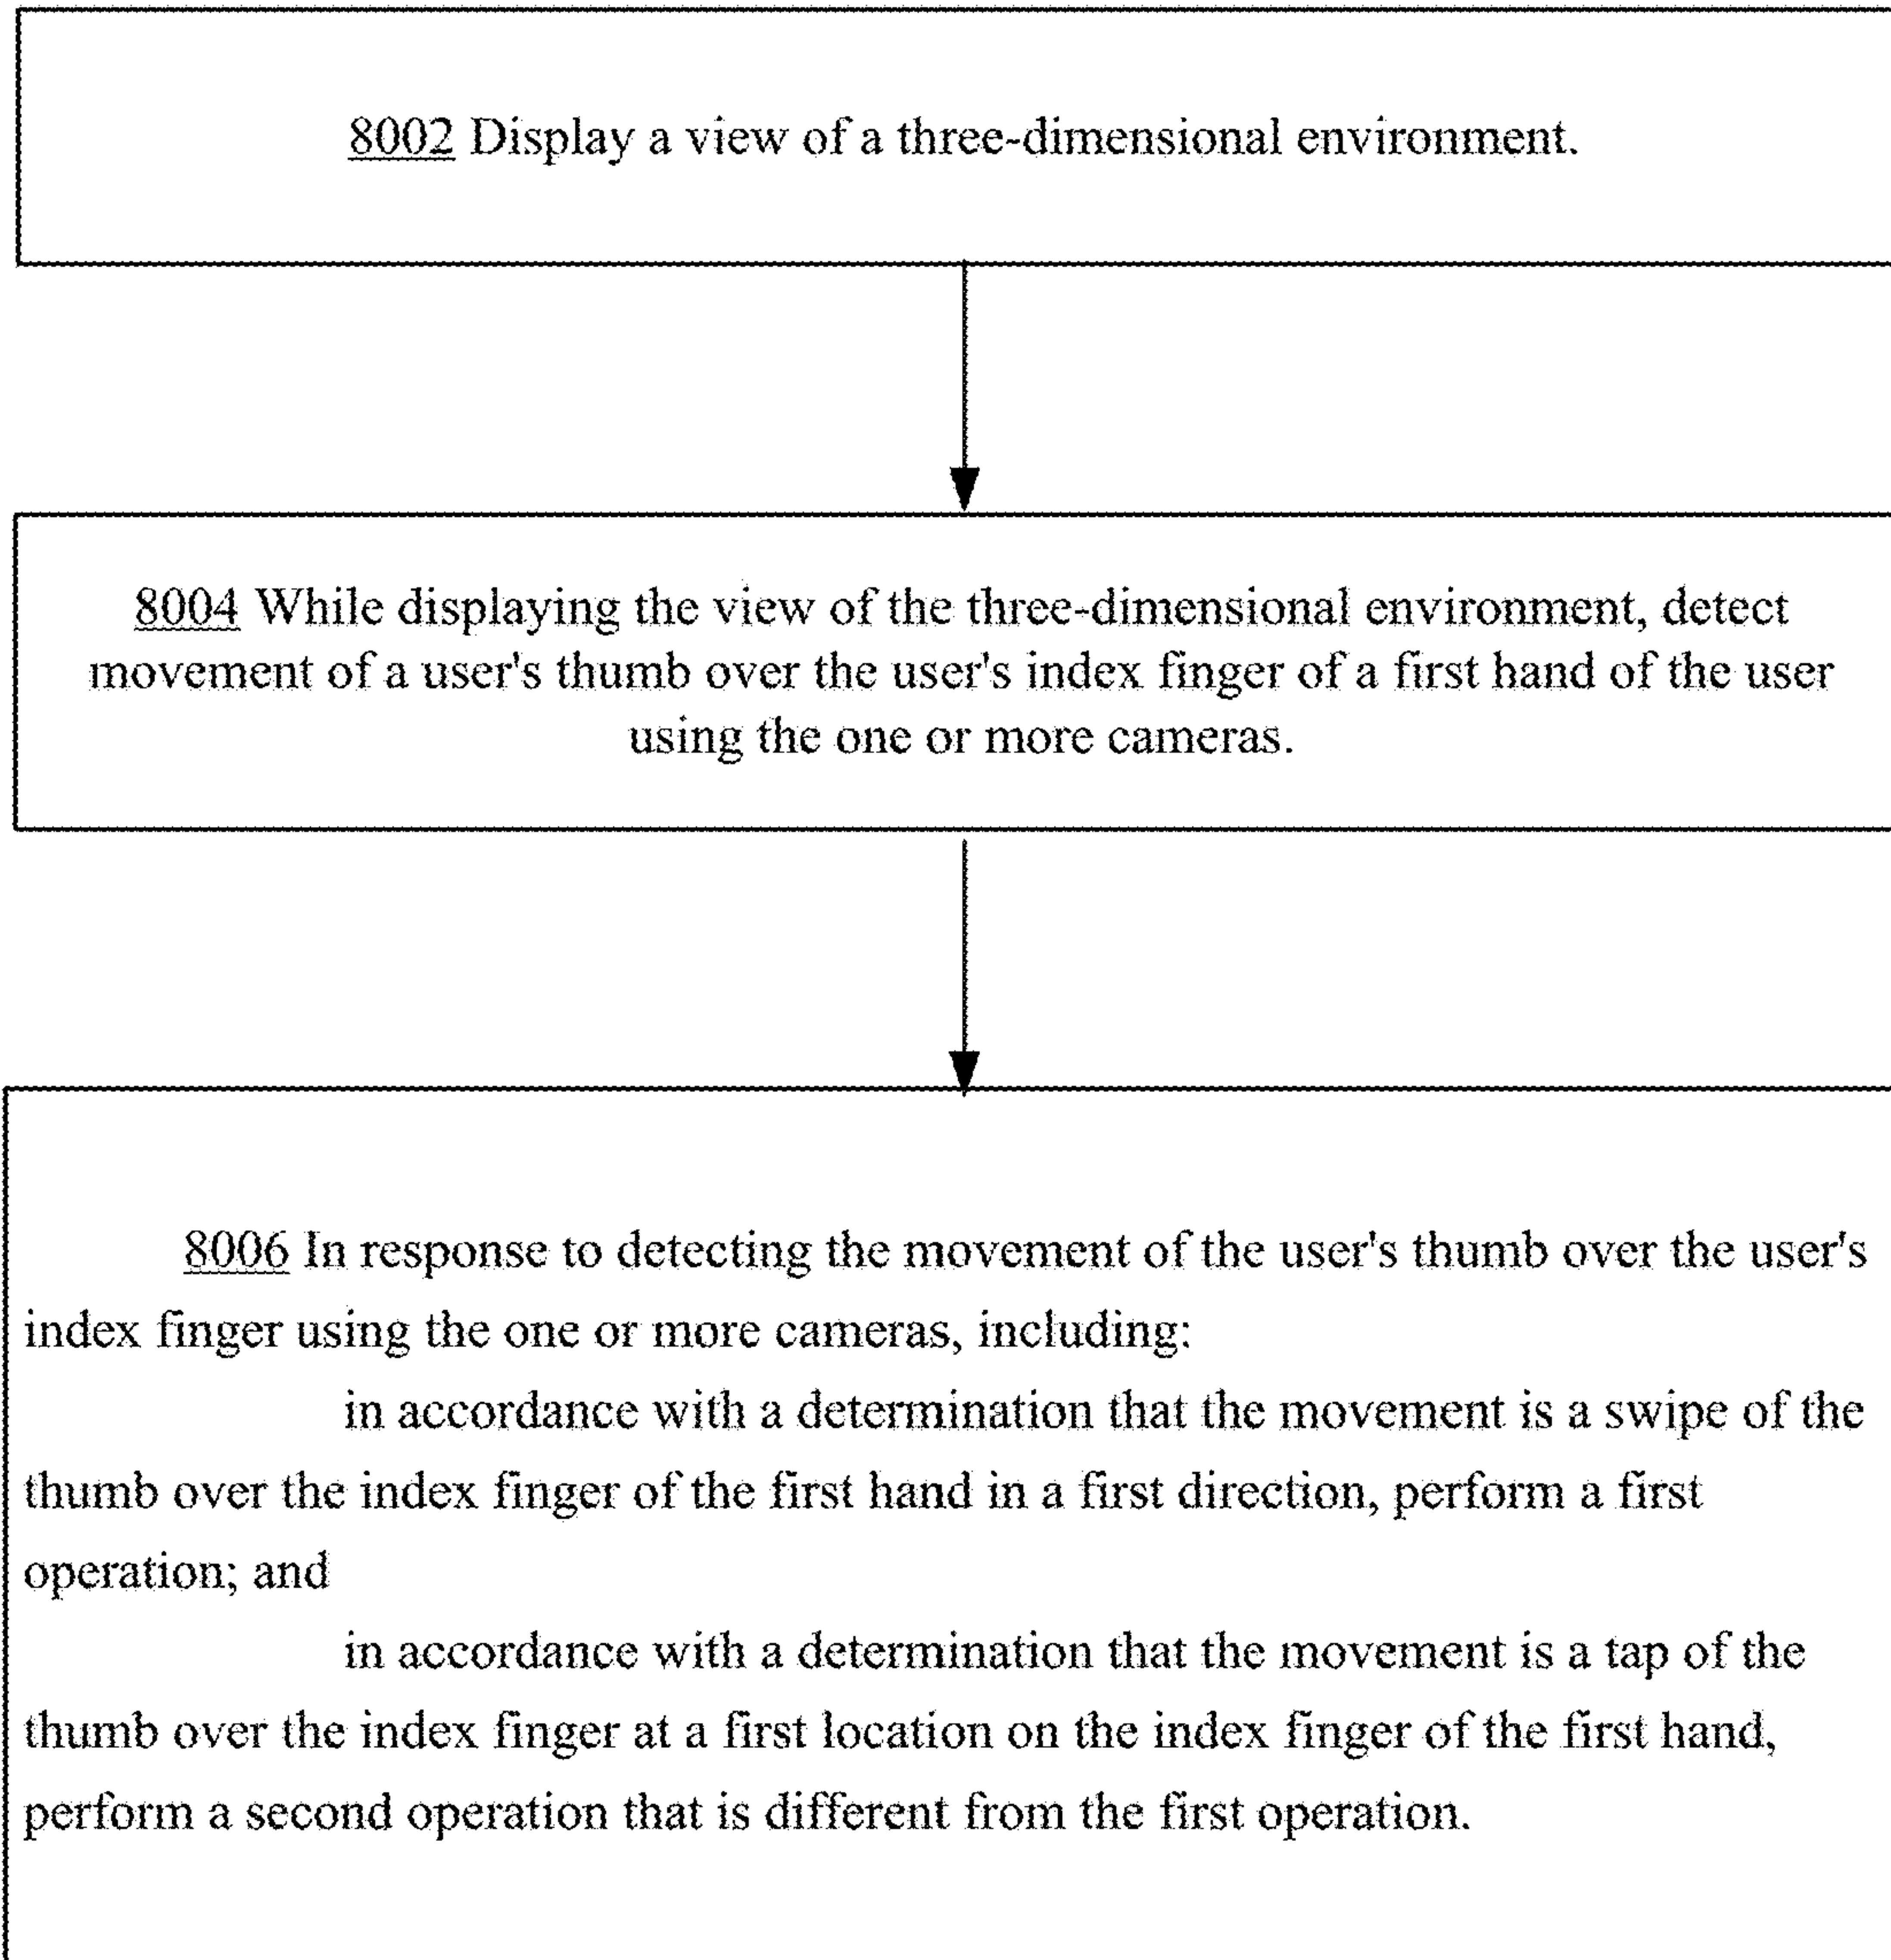 8002 Display a view of a three-dimensional environment.
8004 While displaying the view of the three-dimensional environment, detect
movement of a user's thumb over the user's index finger of a first hand of the user
using the one or more cameras.
8006 In response to detecting the movement of the user's thumb over the user's
index finger using the one or more cameras, including:
in accordance with a determination that the movement is a swipe of the
thumb over the index finger of the first hand in a first direction, perform a first
operation; and
in accordance with a determination that the movement is a tap of the
thumb over the index finger at a first location on the index finger of the first hand,
perform a second operation that is different from the first operation.